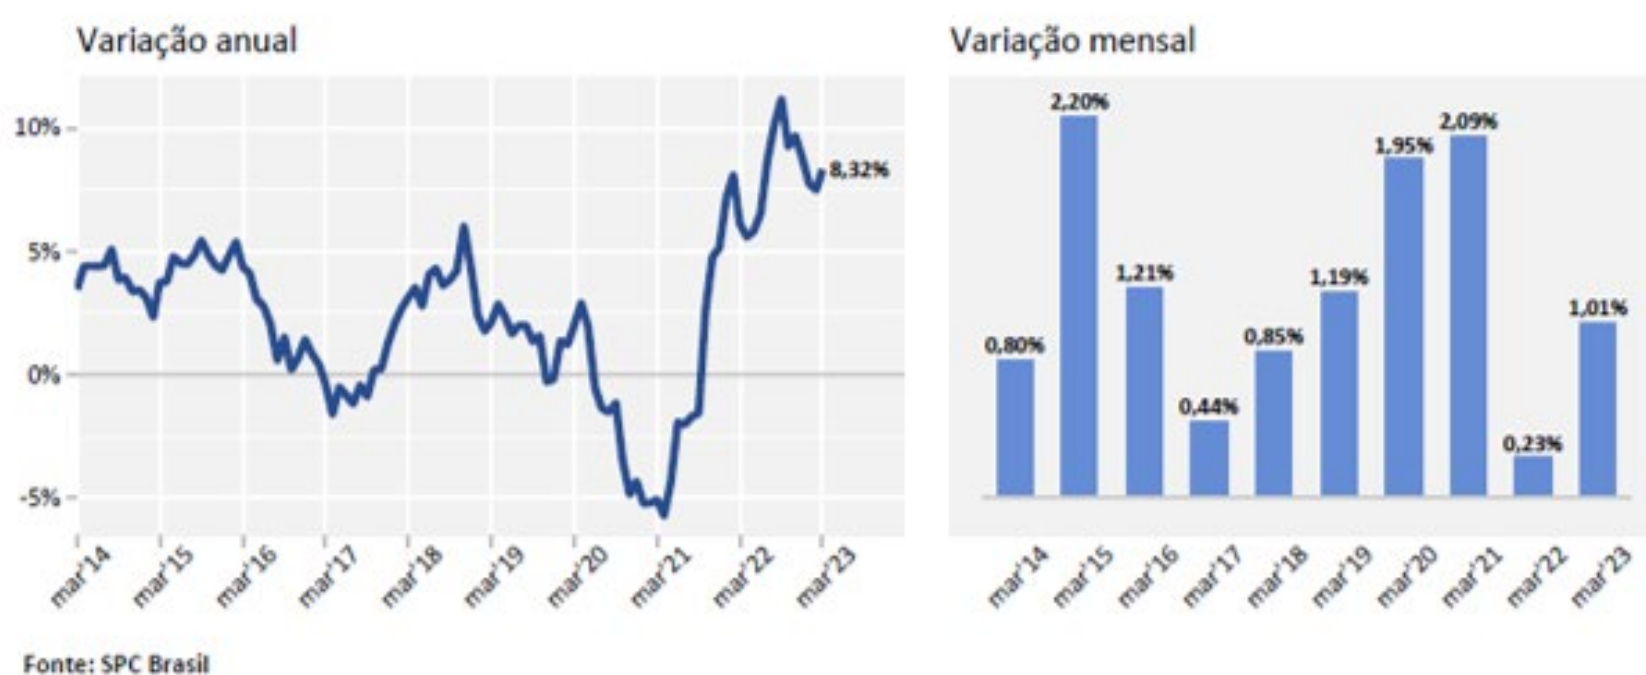 Variação anual
10%
5%
0%
-5%
8,32%
mar'14
mar'15
mar'16
mar'17
mar'18
mar'19
mar'20
mar'21
mar'22
mar'23
Variação mensal
0,80%
2,20%
1,21%
0,44%
0,85%
1,19%
1,95%
2,09%
0,23%
1,01%
mar'14
mar'15
mar'16
mar'17
mar'18
mar'19
mar'20
mar'21
mar'22
mar'23
Fonte: SPC Brasil